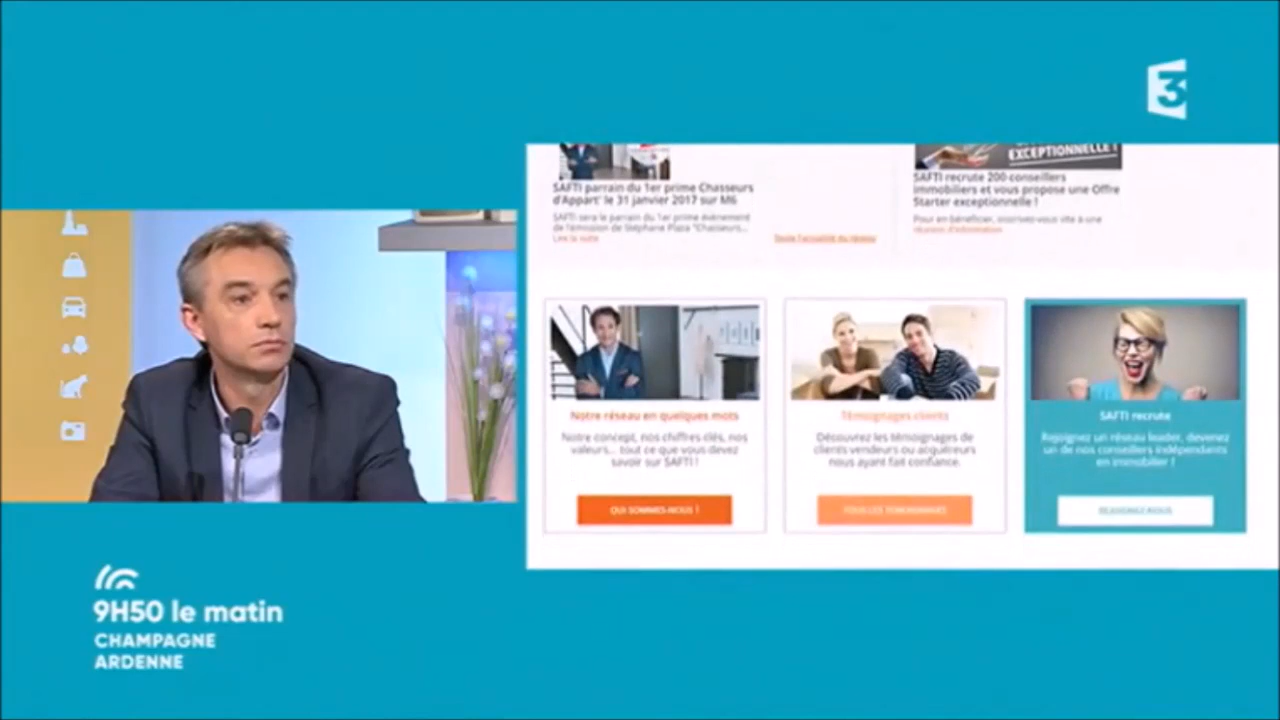 3
EXCEPTIONNELLE !
SAFTI parrain du 1er prime Chasseurs
d'Appart' le 31 janvier 2017 sur M6
SAFTI sera le parrain du 1er prime évènement
de l'émission de Stéphane Plaza "Chasseurs...
Lire la suite
Toute l'actualité du réseau
SAFTI recrute 200 conseillers
immobiliers et vous propose une Offre
Starter exceptionnelle !
Pour en bénéficier, inscrivez-vous vite à une
réunion d'information
Notre réseau en quelques mots
Notre concept, nos chiffres clés, nos
valeurs... tout ce que vous devez
savoir sur SAFTI !
QUI SOMMES-NOUS ?
Témoignages clients
Découvrez les témoignages de
clients vendeurs ou acquéreurs
nous ayant fait confiance.
TOUS LES TÉMOIGNAGES
SAFTI recrute
Rejoignez un réseau leader, devenez
un de nos conseillers indépendants
en immobilier !
REJOIGNEZ-NOUS
9H50 le matin
CHAMPAGNE
ARDENNE